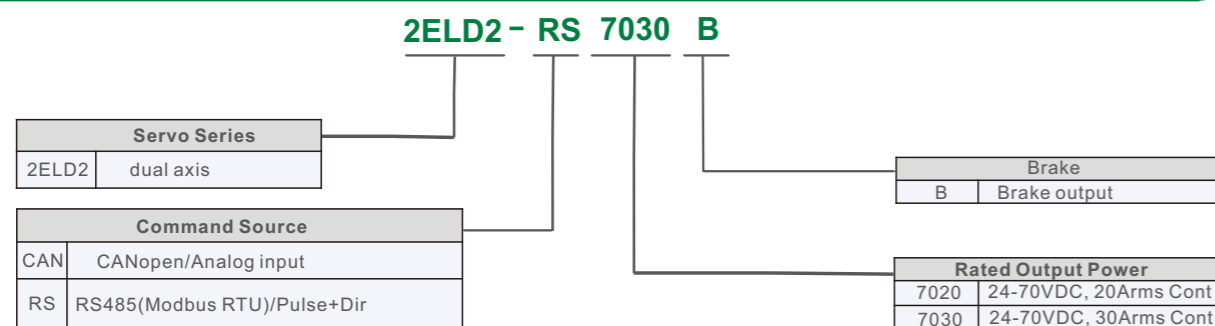 2ELD2 - RS 7030 B
Servo Series
2ELD2 dual axis
Command Source
CAN CANopen/Analog input
RS RS485(Modbus RTU)/Pulse+Dir
Brake
B Brake output
Rated Output Power
7020 24-70VDC, 20Arms Cont
7030 24-70VDC, 30Arms Cont